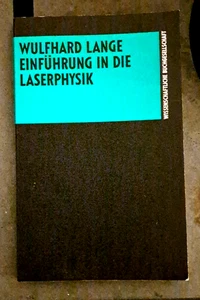 WULFHARD LANGE
EINFÜHRUNG IN DIE
LASERPHYSIK
WISSENSCHAFTLICHE BUCHGESELLSCHAFT